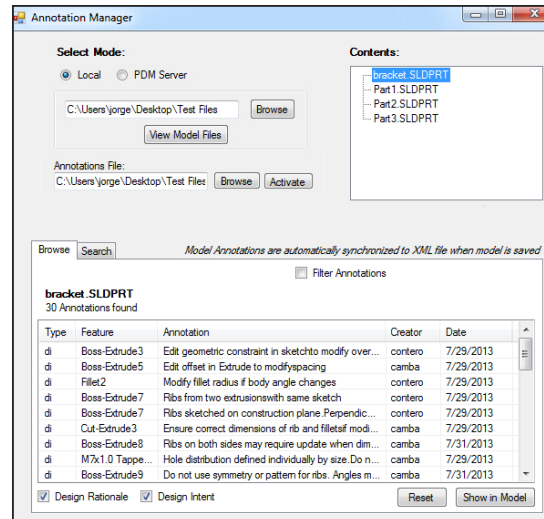 Annotation Manager
Select Mode:
Contents:
Local
PDM Server
bracket.SLDPRT
Part1.SLDPRT
Part2.SLDPRT
Part3.SLDPRT
C:\Users\jorge\Desktop\Test Files
Browse
View Model Files
Annotations File:
C:\Users\jorge\Desktop\Test Files
Browse
Activate
Browse
Search
Model Annotations are automatically synchronized to XML file when model is saved
Filter Annotations
bracket.SLDPRT
30 Annotations found
Type Feature Annotation Creator Date
di Boss-Extrude3 Edit geometric constraint in sketchto modify over... contero 7/29/2013
di Boss-Extrude5 Edit offset in Extrude to modifyspacing camba 7/29/2013
di Fillet2 Modify fillet radius if body angle changes contero 7/29/2013
di Boss-Extrude7 Ribs from two extrusionswith same sketch contero 7/29/2013
di Boss-Extrude7 Ribs sketched on construction plane.Perpendic... contero 7/29/2013
di Cut-Extrude3 Ensure correct dimensions of rib and filletsif modi... camba 7/29/2013
di Boss-Extrude8 Ribs on both sides may require update when dim... camba 7/31/2013
di M7x1.0 Tappe... Hole distribution defined individually by size.Do n... camba 7/29/2013
di Boss-Extrude9 Do not use symmetry or pattern for ribs. Angles m... camba 7/31/2013
Design Rationale
Design Intent
Reset
Show in Model